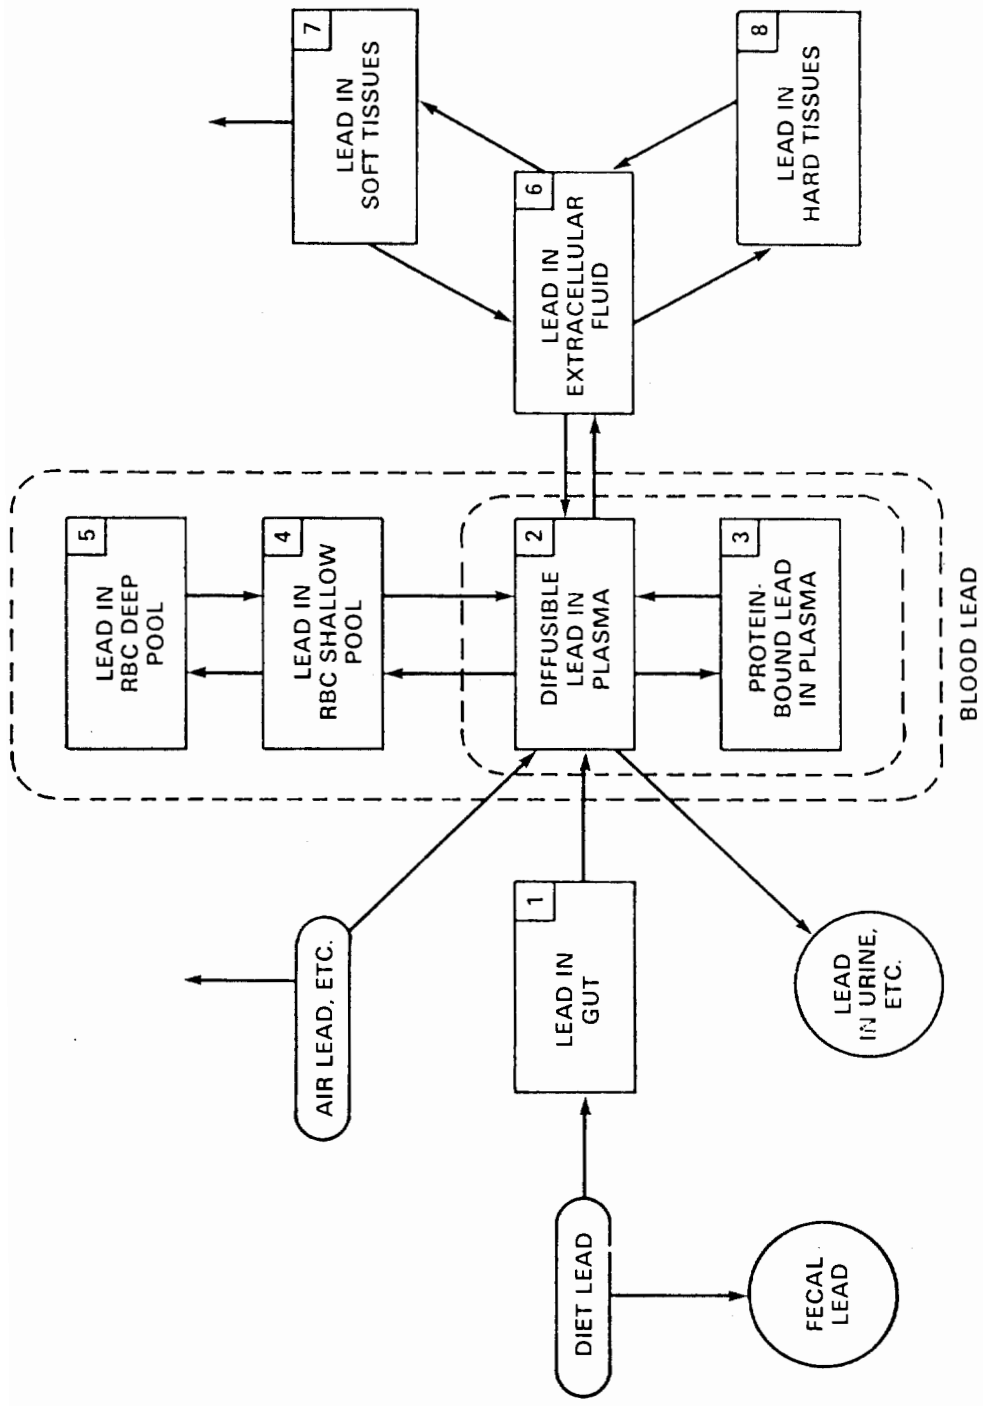 5
LEAD IN
RBC DEEP
POOL
4
LEAD IN
RBC SHALLOW
POOL
7
LEAD IN
SOFT TISSUES
AIR LEAD, ETC.
DIET LEAD
1
LEAD IN
GUT
2
DIFFUSIBLE
LEAD IN
PLASMA
6
LEAD IN
EXTRACELLULAR
FLUID
FECAL
LEAD
LEAD
IN URINE,
ETC.
3
PROTEIN-
BOUND LEAD
IN PLASMA
8
LEAD IN
HARD TISSUES
BLOOD LEAD